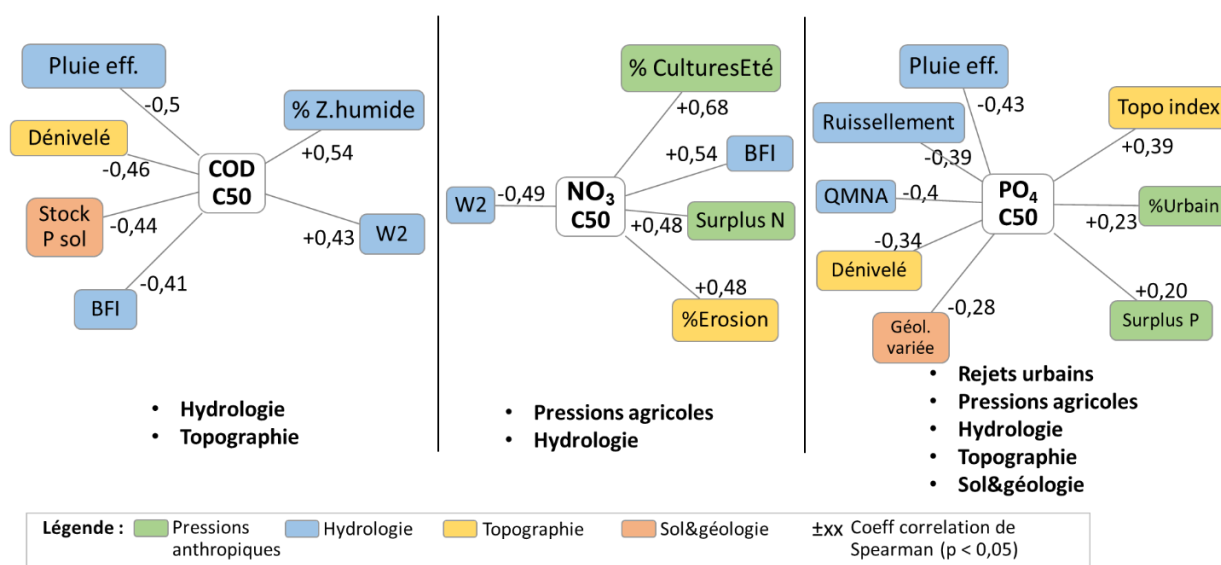 Pluie eff.
-0,5
% Z.humide
+0,54
Dénivelé
-0,46
COD
C50
Stock
P sol
-0,44
W2
+0,43
BFI
-0,41
• Hydrologie
• Topographie
% CulturesEté
+0,68
BFI
+0,54
W2
-0,49
NO3
C50
Surplus N
+0,48
+0,48
%Erosion
• Pressions agricoles
• Hydrologie
Pluie eff.
-0,43
Topo index
+0,39
Ruissellement
-0,39
QMNA
-0,4
PO4
C50
%Urbain
+0,23
-0,34
Dénivelé
-0,28
Géol.
variée
+0,20
Surplus P
• Rejets urbains
• Pressions agricoles
• Hydrologie
• Topographie
• Sol&géologie
Légende :
Pressions
anthropiques
Hydrologie
Topographie
Sol&géologie
±xx Coeff correlation de
Spearman (p < 0,05)